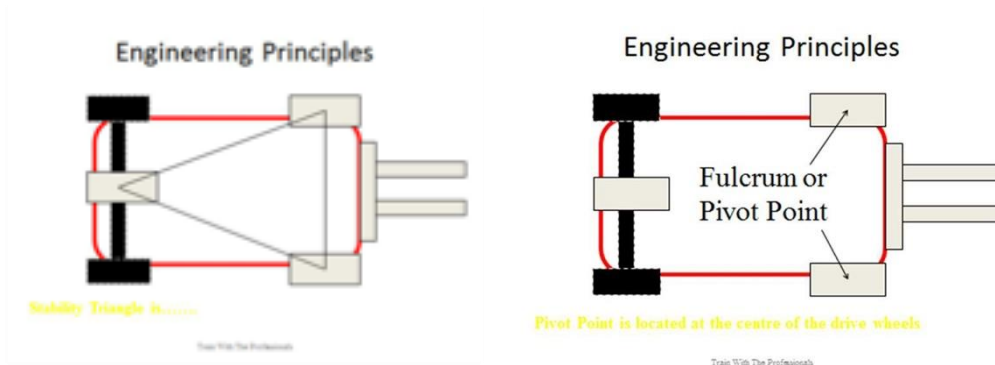 Engineering Principles
Stability Triangle is.......
Train With The Professionals
Engineering Principles
Fulcrum or
Pivot Point
Pivot Point is located at the centre of the drive wheels
Train With The Professionals